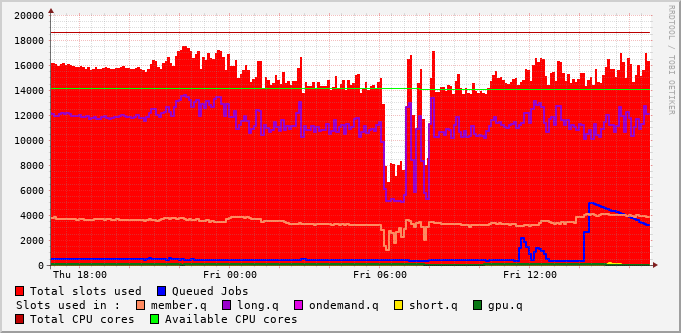 20000
18000
16000
14000
12000
10000
8000
6000
4000
2000
0
Thu 18:00 Fri 00:00 Fri 06:00 Fri 12:00
RRDTOOL / TOBI OETIKER
Total slots used Queued Jobs
Slots used in : member.q long.q ondemand.q short.q gpu.q
Total CPU cores Available CPU cores